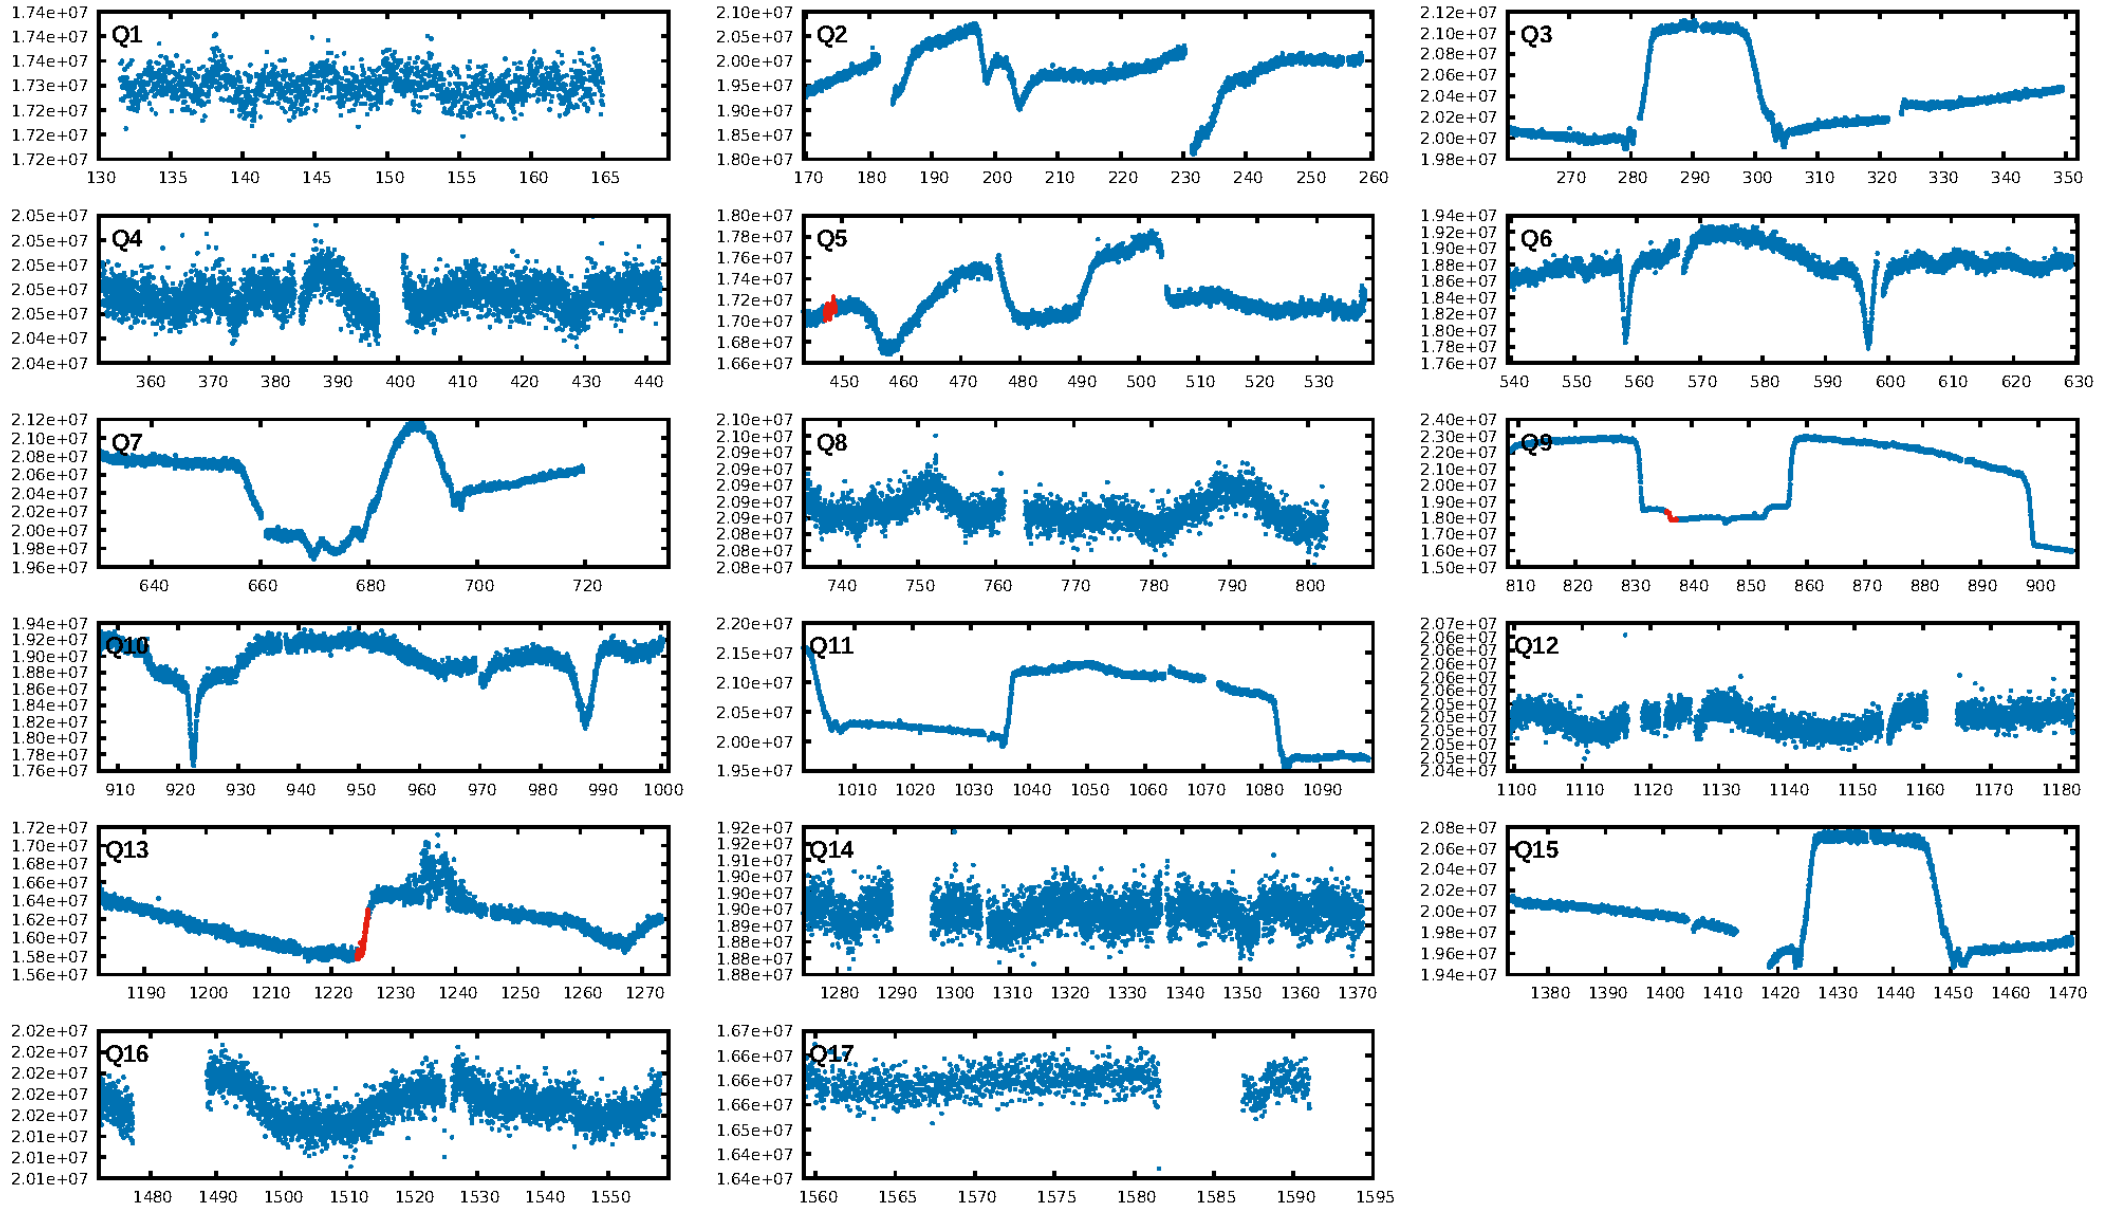 Q1
1.74e+07
1.74e+07
1.74e+07
1.73e+07
1.72e+07
1.72e+07
1.72e+07
130 135 140 145 150 155 160 165
Q2
2.10e+07
2.05e+07
2.00e+07
1.95e+07
1.90e+07
1.85e+07
1.80e+07
170 180 190 200 210 220 230 240 250 260
Q3
2.12e+07
2.10e+07
2.08e+07
2.06e+07
2.04e+07
2.02e+07
2.00e+07
1.98e+07
270 280 290 300 310 320 330 340 350
Q4
2.05e+07
2.05e+07
2.05e+07
2.05e+07
2.05e+07
2.04e+07
2.04e+07
360 370 380 390 400 410 420 430 440
Q5
1.80e+07
1.78e+07
1.76e+07
1.74e+07
1.72e+07
1.70e+07
1.68e+07
1.66e+07
450 460 470 480 490 500 510 520 530
Q6
1.94e+07
1.92e+07
1.90e+07
1.88e+07
1.86e+07
1.84e+07
1.82e+07
1.80e+07
1.78e+07
1.76e+07
540 550 560 570 580 590 600 610 620 630
Q7
2.12e+07
2.10e+07
2.08e+07
2.06e+07
2.04e+07
2.02e+07
2.00e+07
1.98e+07
1.96e+07
640 660 680 700 720
Q8
2.10e+07
2.10e+07
2.09e+07
2.09e+07
2.09e+07
2.09e+07
2.09e+07
2.08e+07
2.08e+07
2.08e+07
740 750 760 770 780 790 800
Q9
2.40e+07
2.30e+07
2.20e+07
2.10e+07
2.00e+07
1.90e+07
1.80e+07
1.70e+07
1.60e+07
1.50e+07
810 820 830 840 850 860 870 880 890 900
Q10
1.94e+07
1.92e+07
1.90e+07
1.88e+07
1.86e+07
1.84e+07
1.82e+07
1.80e+07
1.78e+07
1.76e+07
910 920 930 940 950 960 970 980 990 1000
Q11
2.20e+07
2.15e+07
2.10e+07
2.05e+07
2.00e+07
1.95e+07
1010 1020 1030 1040 1050 1060 1070 1080 1090
Q12
2.07e+07
2.06e+07
2.06e+07
2.06e+07
2.06e+07
2.06e+07
2.05e+07
2.05e+07
2.05e+07
2.05e+07
2.04e+07
2.04e+07
1100 1110 1120 1130 1140 1150 1160 1170 1180
Q13
1.72e+07
1.70e+07
1.68e+07
1.66e+07
1.64e+07
1.62e+07
1.60e+07
1.58e+07
1.56e+07
1190 1200 1210 1220 1230 1240 1250 1260 1270
Q14
1.92e+07
1.92e+07
1.91e+07
1.91e+07
1.90e+07
1.90e+07
1.89e+07
1.89e+07
1.88e+07
1.88e+07
1280 1290 1300 1310 1320 1330 1340 1350 1360 1370
Q15
2.08e+07
2.06e+07
2.04e+07
2.02e+07
2.00e+07
1.98e+07
1.96e+07
1.94e+07
1380 1390 1400 1410 1420 1430 1440 1450 1460 1470
Q16
2.02e+07
2.02e+07
2.02e+07
2.02e+07
2.02e+07
2.01e+07
2.01e+07
2.01e+07
1480 1490 1500 1510 1520 1530 1540 1550
Q17
1.67e+07
1.66e+07
1.66e+07
1.66e+07
1.65e+07
1.64e+07
1.64e+07
1560 1565 1570 1575 1580 1585 1590 1595